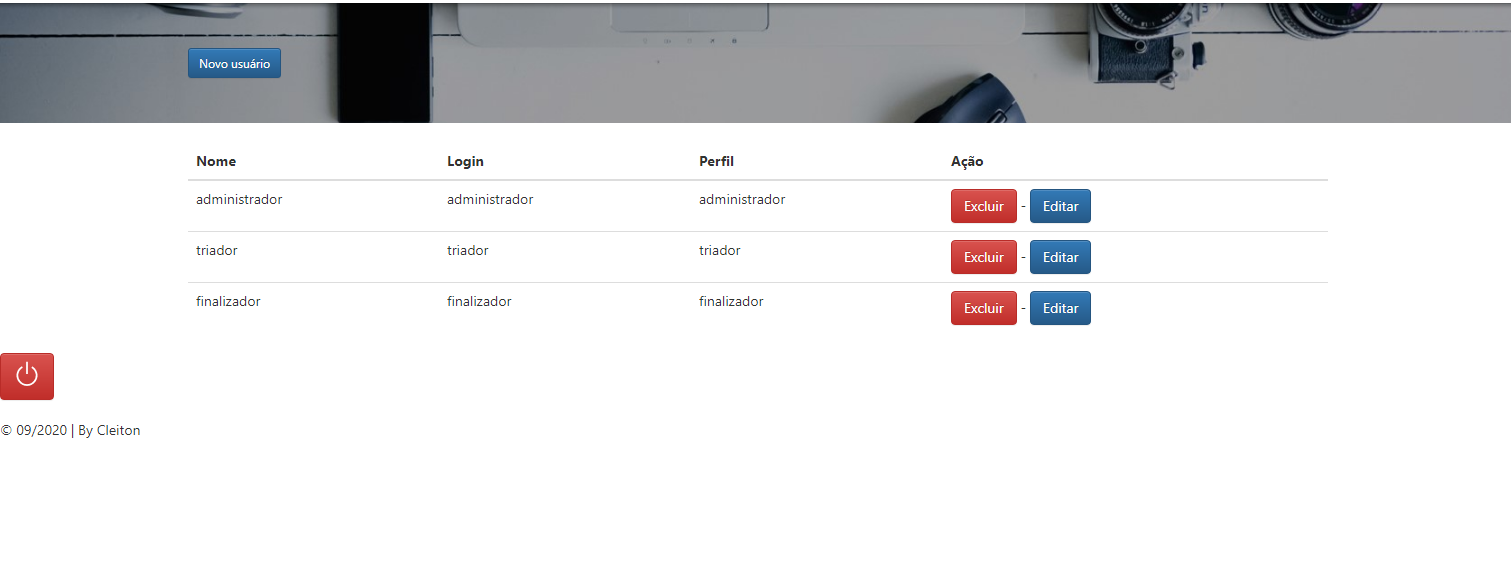 Novo usuário
Nome Login Perfil Ação
administrador administrador administrador Excluir - Editar
triador triador triador Excluir - Editar
finalizador finalizador finalizador Excluir - Editar
© 09/2020 | By Cleiton